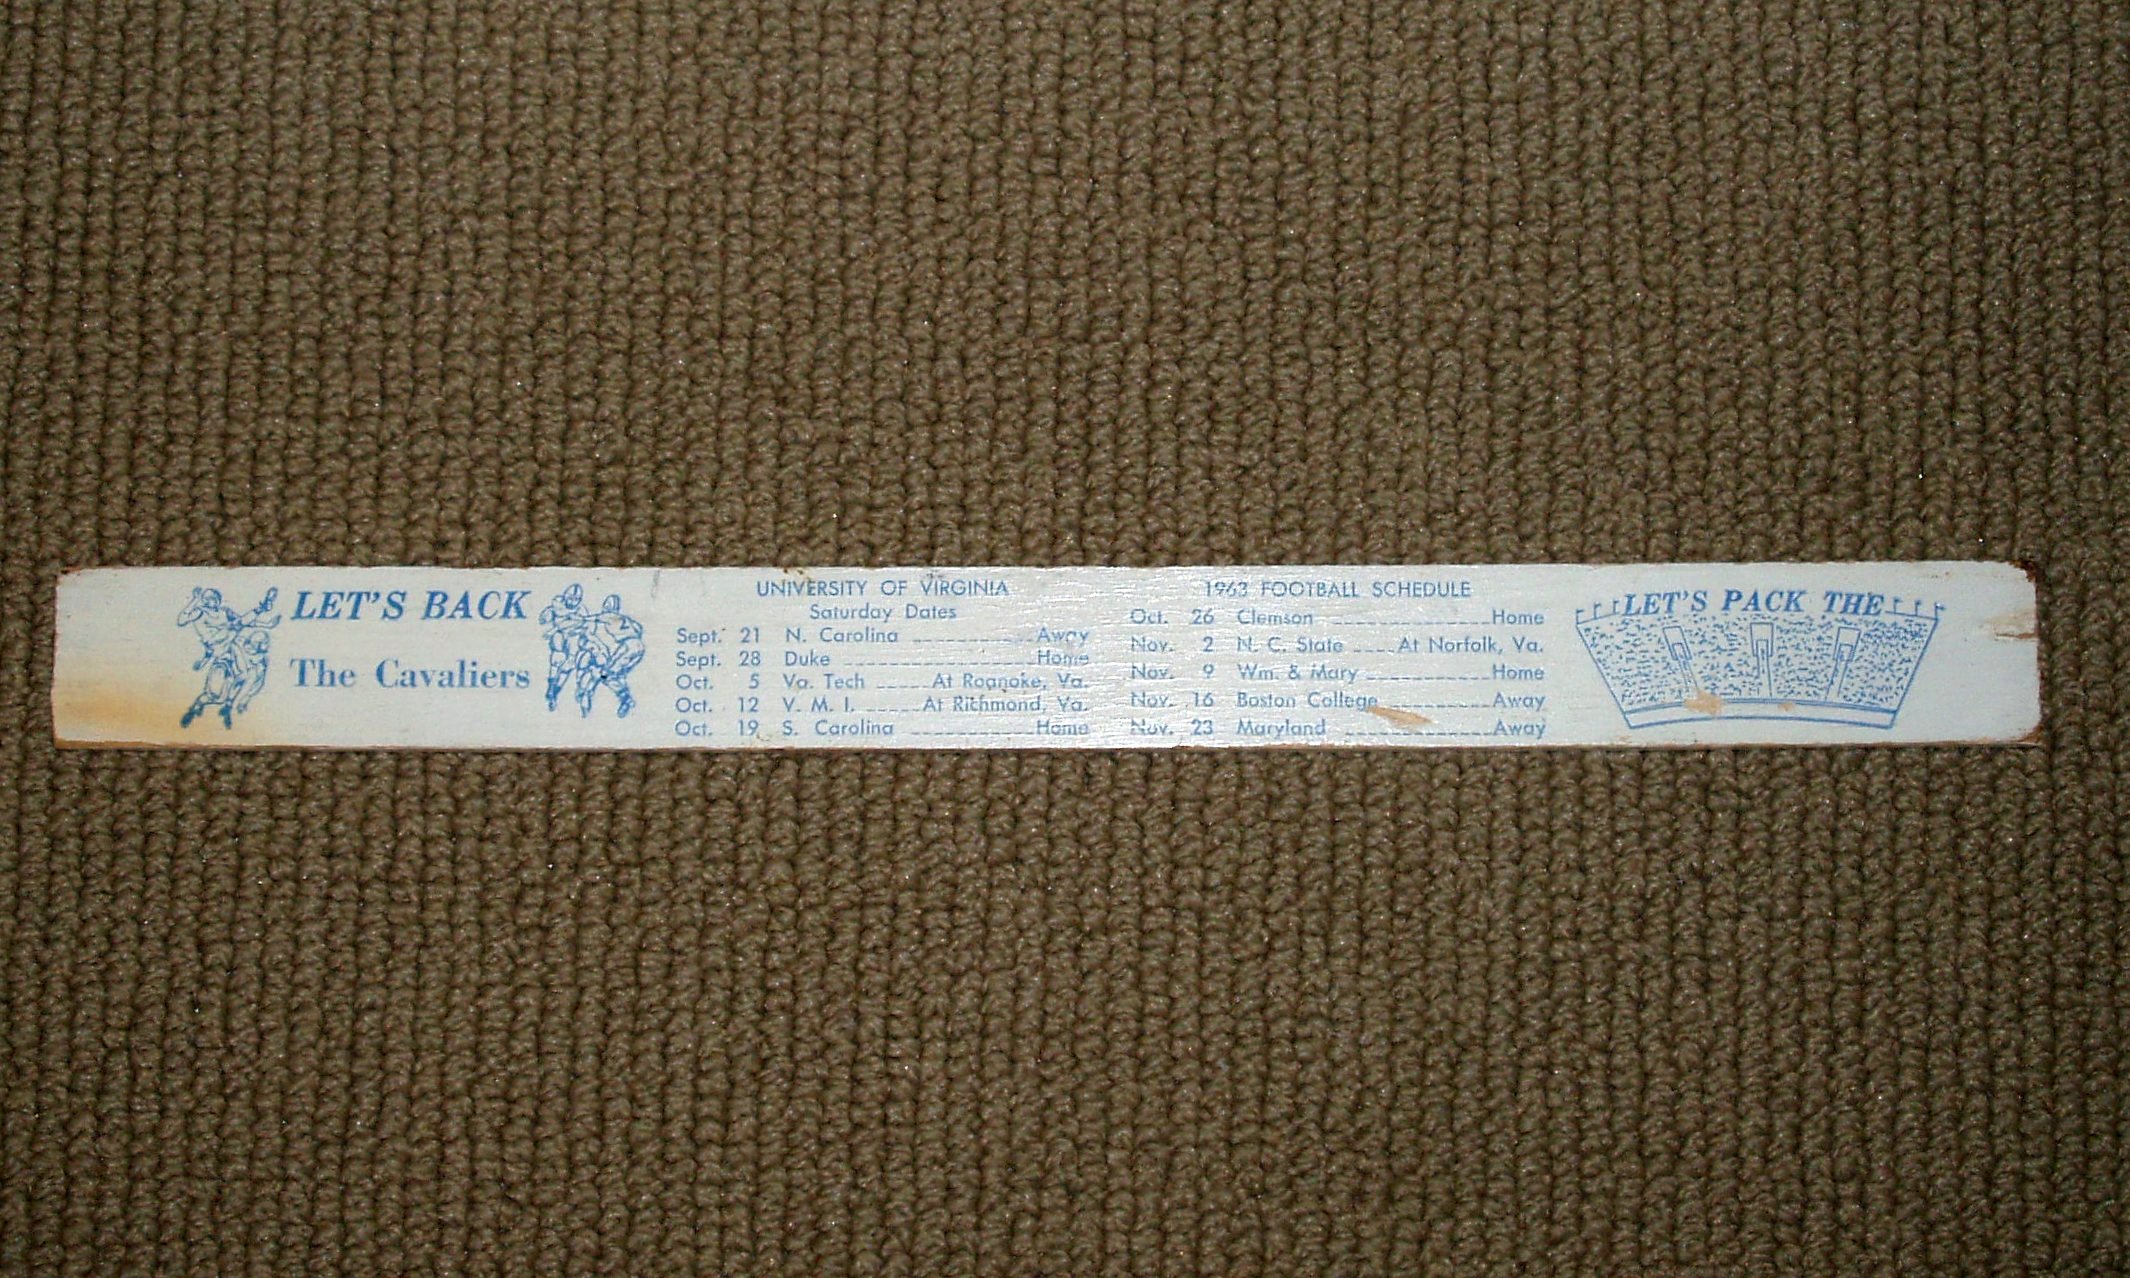 LET'S BACK
The Cavaliers
UNIVERSITY OF VIRGINIA
Saturday Dates
Sept. 21 N. Carolina ------------ Away
Sept. 28 Duke -------------------- Home
Oct. 5 Va. Tech ------ At Roanoke, Va.
Oct. 12 V. M. I. ----- At Richmond, Va.
Oct. 19 S. Carolina ------------- Home
1963 FOOTBALL SCHEDULE
Oct. 26 Clemson ---------------- Home
Nov. 2 N. C. State ---- At Norfolk, Va.
Nov. 9 Wm. & Mary ------------ Home
Nov. 16 Boston College ---------- Away
Nov. 23 Maryland -------------- Away
LET'S PACK THE